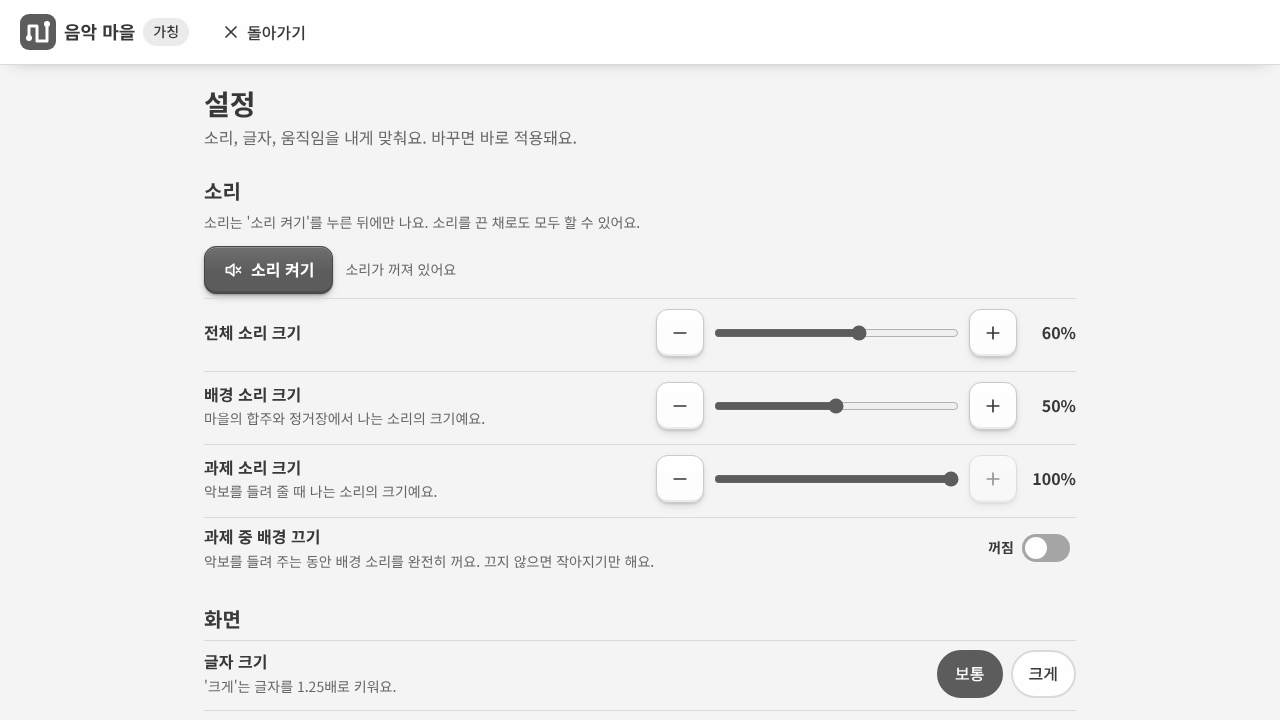 음악 마을 가칭 돌아가기
설정
소리, 글자, 움직임을 내게 맞춰요. 바꾸면 바로 적용돼요.
소리
소리는 '소리 켜기'를 누른 뒤에만 나요. 소리를 끈 채로도 모두 할 수 있어요.
소리 켜기 소리가 꺼져 있어요
전체 소리 크기 60%
배경 소리 크기 50%
마을의 합주와 정거장에서 나는 소리의 크기예요.
과제 소리 크기 100%
악보를 들려 줄 때 나는 소리의 크기예요.
과제 중 배경 끄기 꺼짐
악보를 들려 주는 동안 배경 소리를 완전히 꺼요. 끄지 않으면 작아지기만 해요.
화면
글자 크기 보통 크게
'크게'는 글자를 1.25배로 키워요.